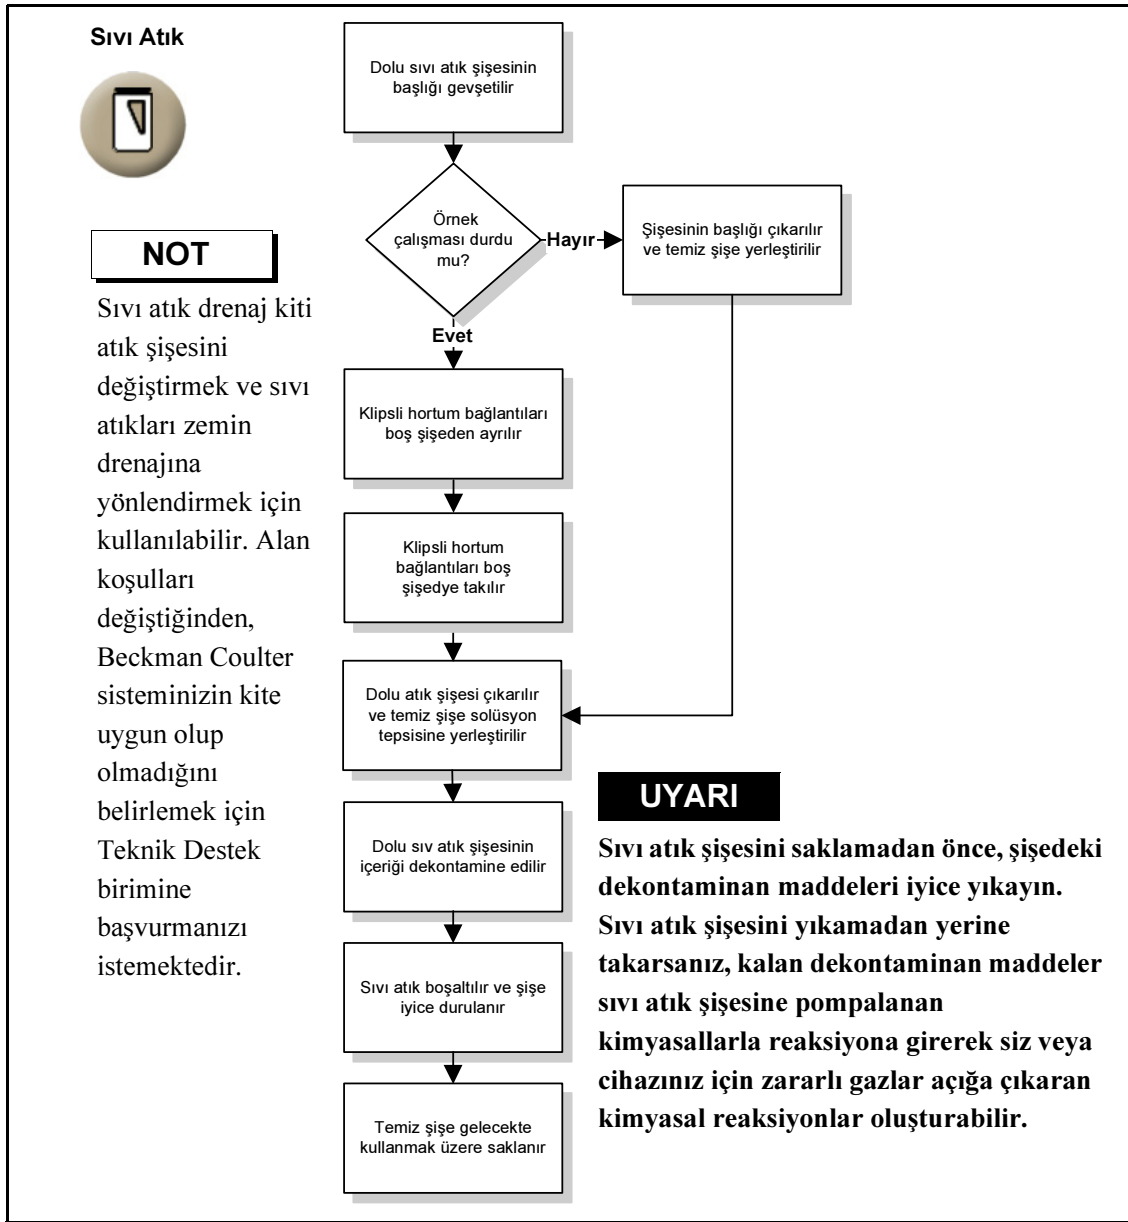 Sıvı Atık
NOT
Sıvı atık drenaj kiti
atık şişesini
değiştirmek ve sıvı
atıkları zemin
drenajına
yönlendirmek için
kullanılabilir. Alan
koşulları
değiştiğinden,
Beckman Coulter
sisteminizin kite
uygun olup
olmadığını
belirlemek için
Teknik Destek
birimine
başvurmanızı
istemektedir.
Dolu sıvı atık şişesinin
başlığı gevşetilir
Örnek
çalışması durdu
mu?
Hayır
Şişesinin başlığı çıkarılır
ve temiz şişe yerleştirilir
Evet
Klipsli hortum bağlantıları
boş şişeden ayrılır
Klipsli hortum
bağlantıları boş
şişedye takılır
Dolu atık şişesi çıkarılır
ve temiz şişe solüsyon
tepsisine yerleştirilir
Dolu sıv atık şişesinin
içeriği dekontamine edilir
Sıvı atık boşaltılır ve şişe
iyice durulanır
Temiz şişe gelecekte
kullanmak üzere saklanır
UYARI
Sıvı atık şişesini saklamadan önce, şişedeki
dekontaminan maddeleri iyice yıkayın.
Sıvı atık şişesini yıkamadan yerine
takarsanız, kalan dekontaminan maddeler
sıvı atık şişesine pompalanan
kimyasallarla reaksiyona girerek siz veya
cihazınız için zararlı gazlar açığa çıkaran
kimyasal reaksiyonlar oluşturabilir.